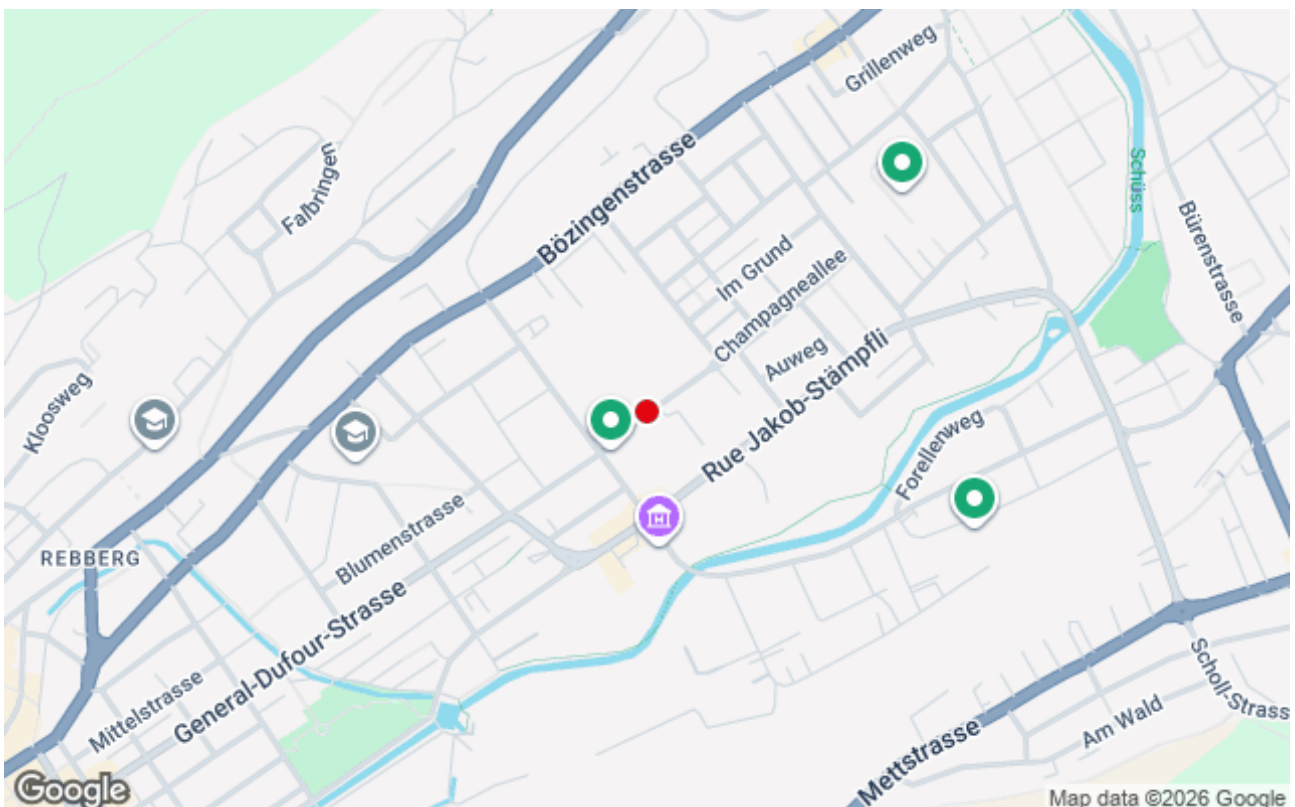 Grillenweg
Bözingenstrasse
Schüss
Falbringen
Bürenstrasse
Im Grund
Champagneallee
Auweg
Rue Jakob-Stämpfli
Kloosweg
Forellenweg
Blumenstrasse
REBBERG
General-Dufour-Strasse
Mittelstrasse
Scholl-Strass
Am Wald
Mettstrasse
Google
Map data ©2026 Google